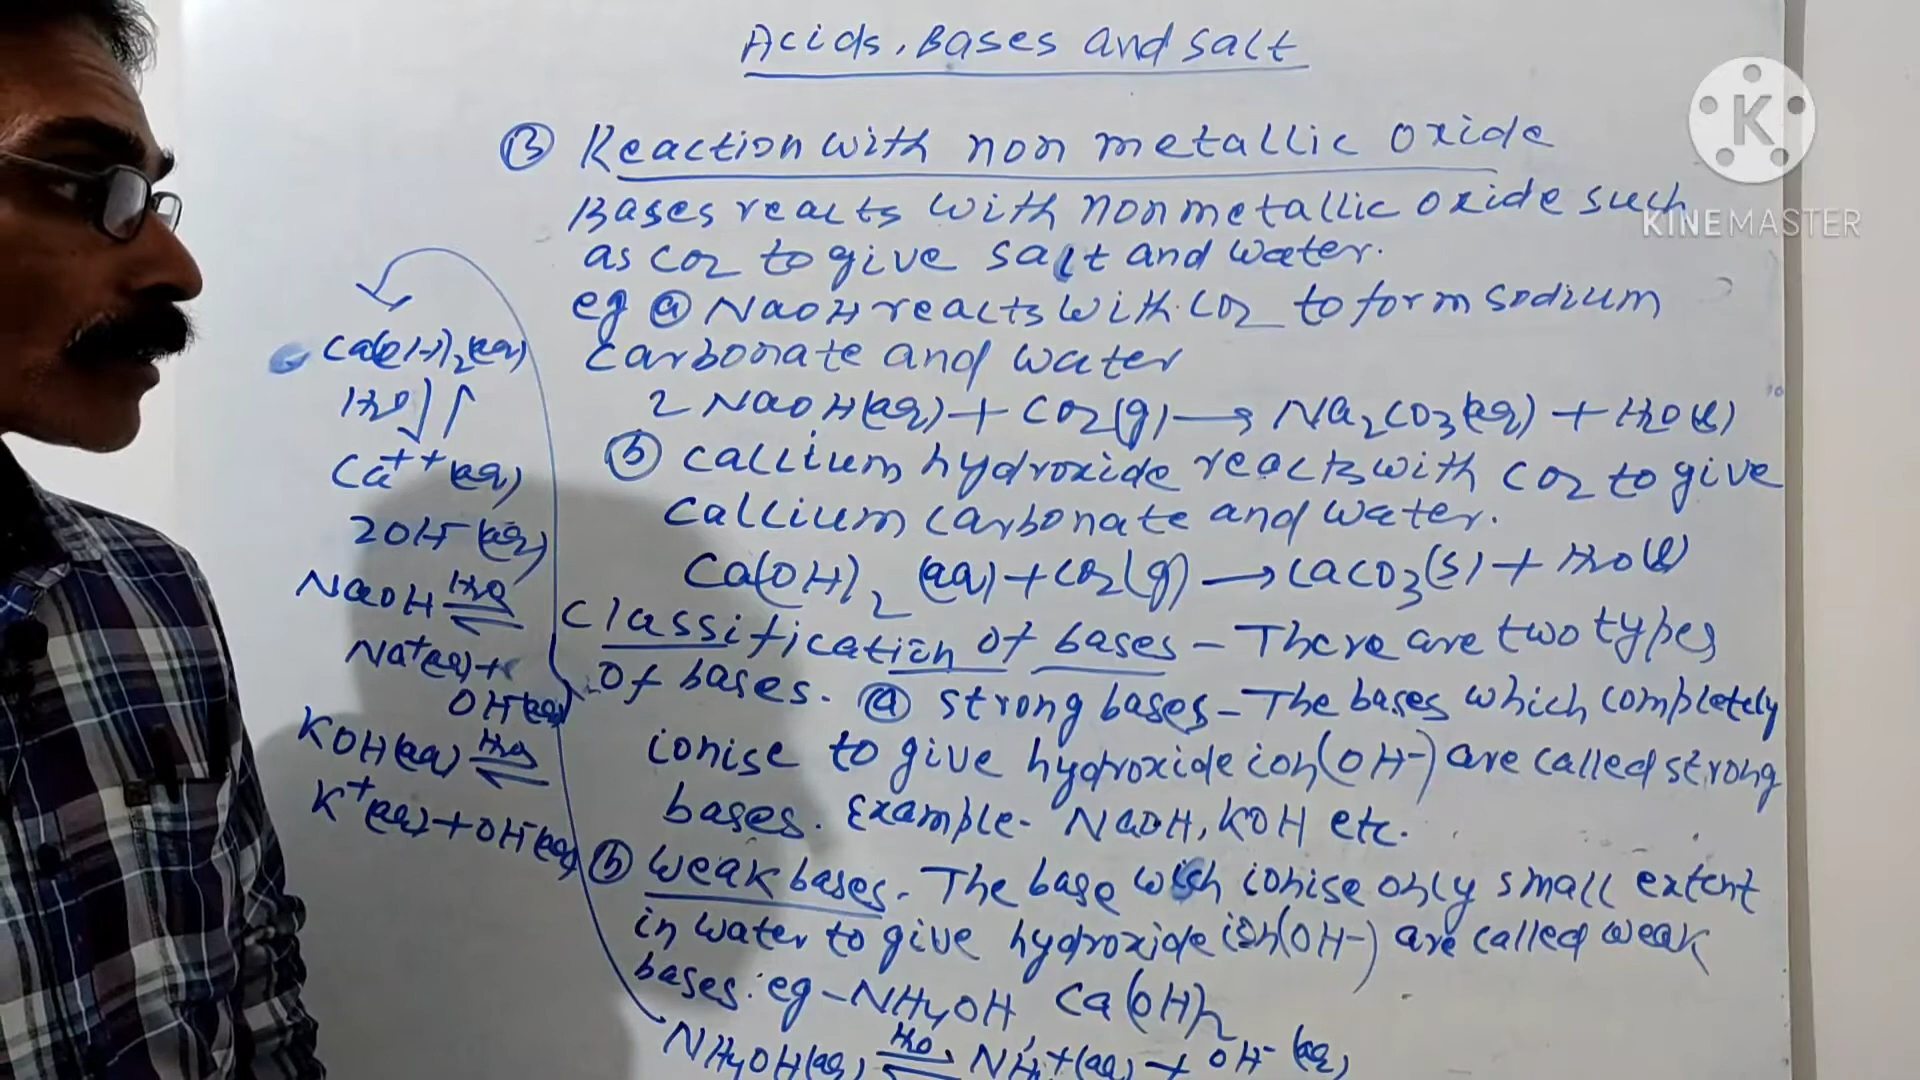 Acids, Bases and Salt
K
KINEMASTER
B Reaction with non metallic oxide
Bases reacts with nonmetallic oxide such
as CO2 to give salt and water.
eg (a) NaOH reacts with CO2 to form sodium
carbonate and water
2 NaOH(aq) + CO2(g) → Na2CO3(aq) + H2O(l)
(b) calcium hydroxide reacts with CO2 to give
calcium carbonate and water.
Ca(OH)2 (aq) + CO2(g) → CaCO3(s) + H2O(l)
Classification of bases - There are two types
of bases. (a) strong bases - The bases which completely
ionise to give hydroxide ion(OH-) are called strong
bases. Example - NaOH, KOH etc.
(b) weak bases - The base wich ionise only small extent
in water to give hydroxide ion(OH-) are called weak
bases. eg - NH4OH, Ca(OH)2
NH4OH(aq) ⇌ H2O NH4+(aq) + OH- (aq)
Ca(OH)2(aq)
H2O ↓↑
Ca++(aq)
2OH-(aq)
NaOH ⇌ H2O
Na+(aq) +
OH-(aq)
KOH(aq) ⇌ H2O
K+(aq) + OH-(aq)